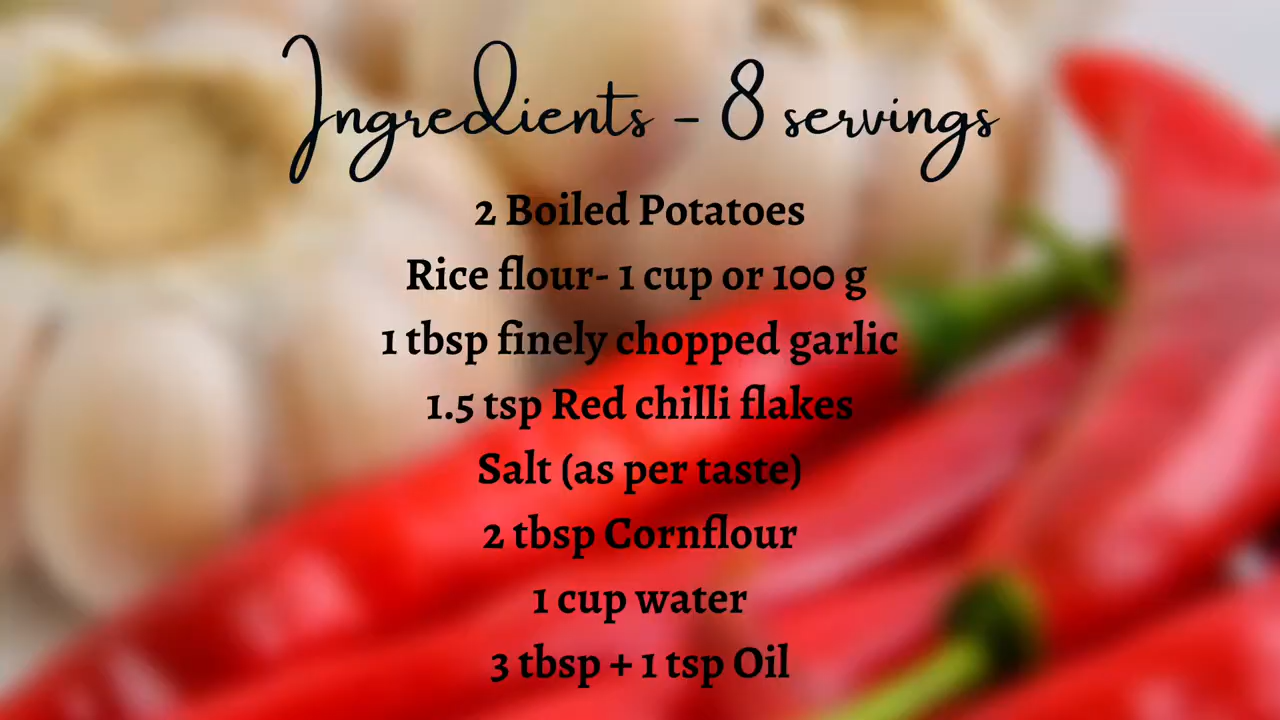 Ingredients - 8 servings
2 Boiled Potatoes
Rice flour- 1 cup or 100 g
1 tbsp finely chopped garlic
1.5 tsp Red chilli flakes
Salt (as per taste)
2 tbsp Cornflour
1 cup water
3 tbsp + 1 tsp Oil